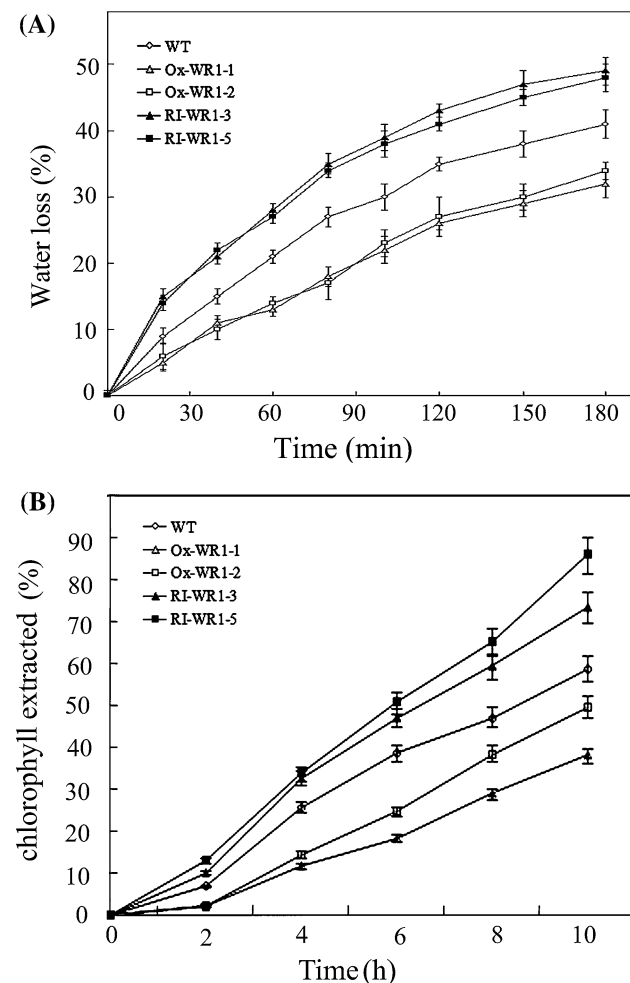 (A)
WT
Ox-WR1-1
Ox-WR1-2
RI-WR1-3
RI-WR1-5
Water loss (%)
50
40
30
20
10
0
0 30 60 90 120 150 180
Time (min)
(B)
WT
Ox-WR1-1
Ox-WR1-2
RI-WR1-3
RI-WR1-5
chlorophyll extracted (%)
90
80
70
60
50
40
30
20
10
0
0 2 4 6 8 10
Time (h)